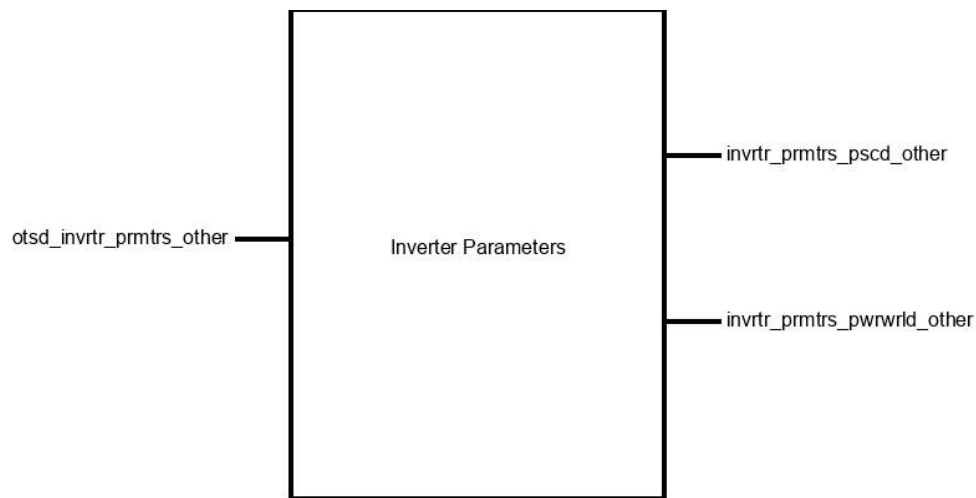 invrtr_prmtrs_pscd_other
otsd_invrtr_prmtrs_other
Inverter Parameters
invrtr_prmtrs_pwrwrld_other